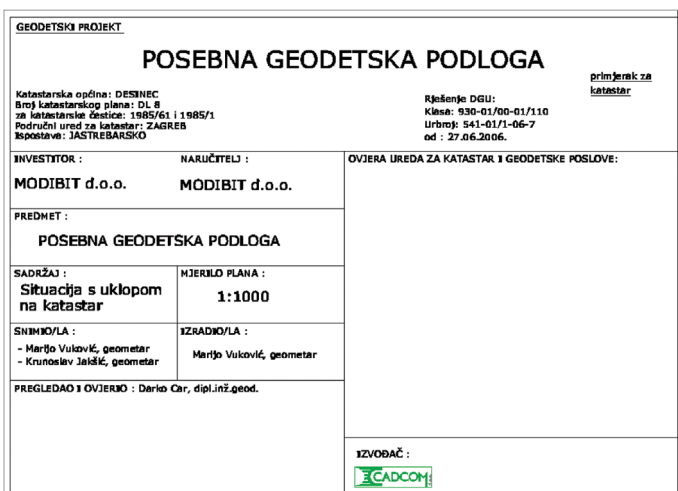 GEODETSKI PROJEKT
POSEBNA GEODETSKA PODLOGA
primjerak za
katastar
Katastarska općina: DESINEC
Broj katastarskog plana: DL 8
za katastarske čestice: 1985/61 i 1985/1
Područni ured za katastar: ZAGREB
Ispostava: JASTREBARSKO
Rješenje DGU:
Klasa: 930-01/00-01/110
Urbroj: 541-01/1-06-7
od : 27.06.2006.
INVESTITOR :
MODIBIT d.o.o.
NARUČITELJ :
MODIBIT d.o.o.
OVJERA UREDA ZA KATASTAR I GEODETSKE POSLOVE:
PREDMET :
POSEBNA GEODETSKA PODLOGA
SADRŽAJ :
Situacija s uklopom
na katastar
MJERILO PLANA :
1:1000
SNIMIO/LA :
- Marijo Vuković, geometar
- Krunoslav Jakšić, geometar
IZRADIO/LA :
Marijo Vuković, geometar
PREGLEDAO I OVJERIO : Darko Car, dipl.inž.geod.
IZVOĐAČ :
CADCOM